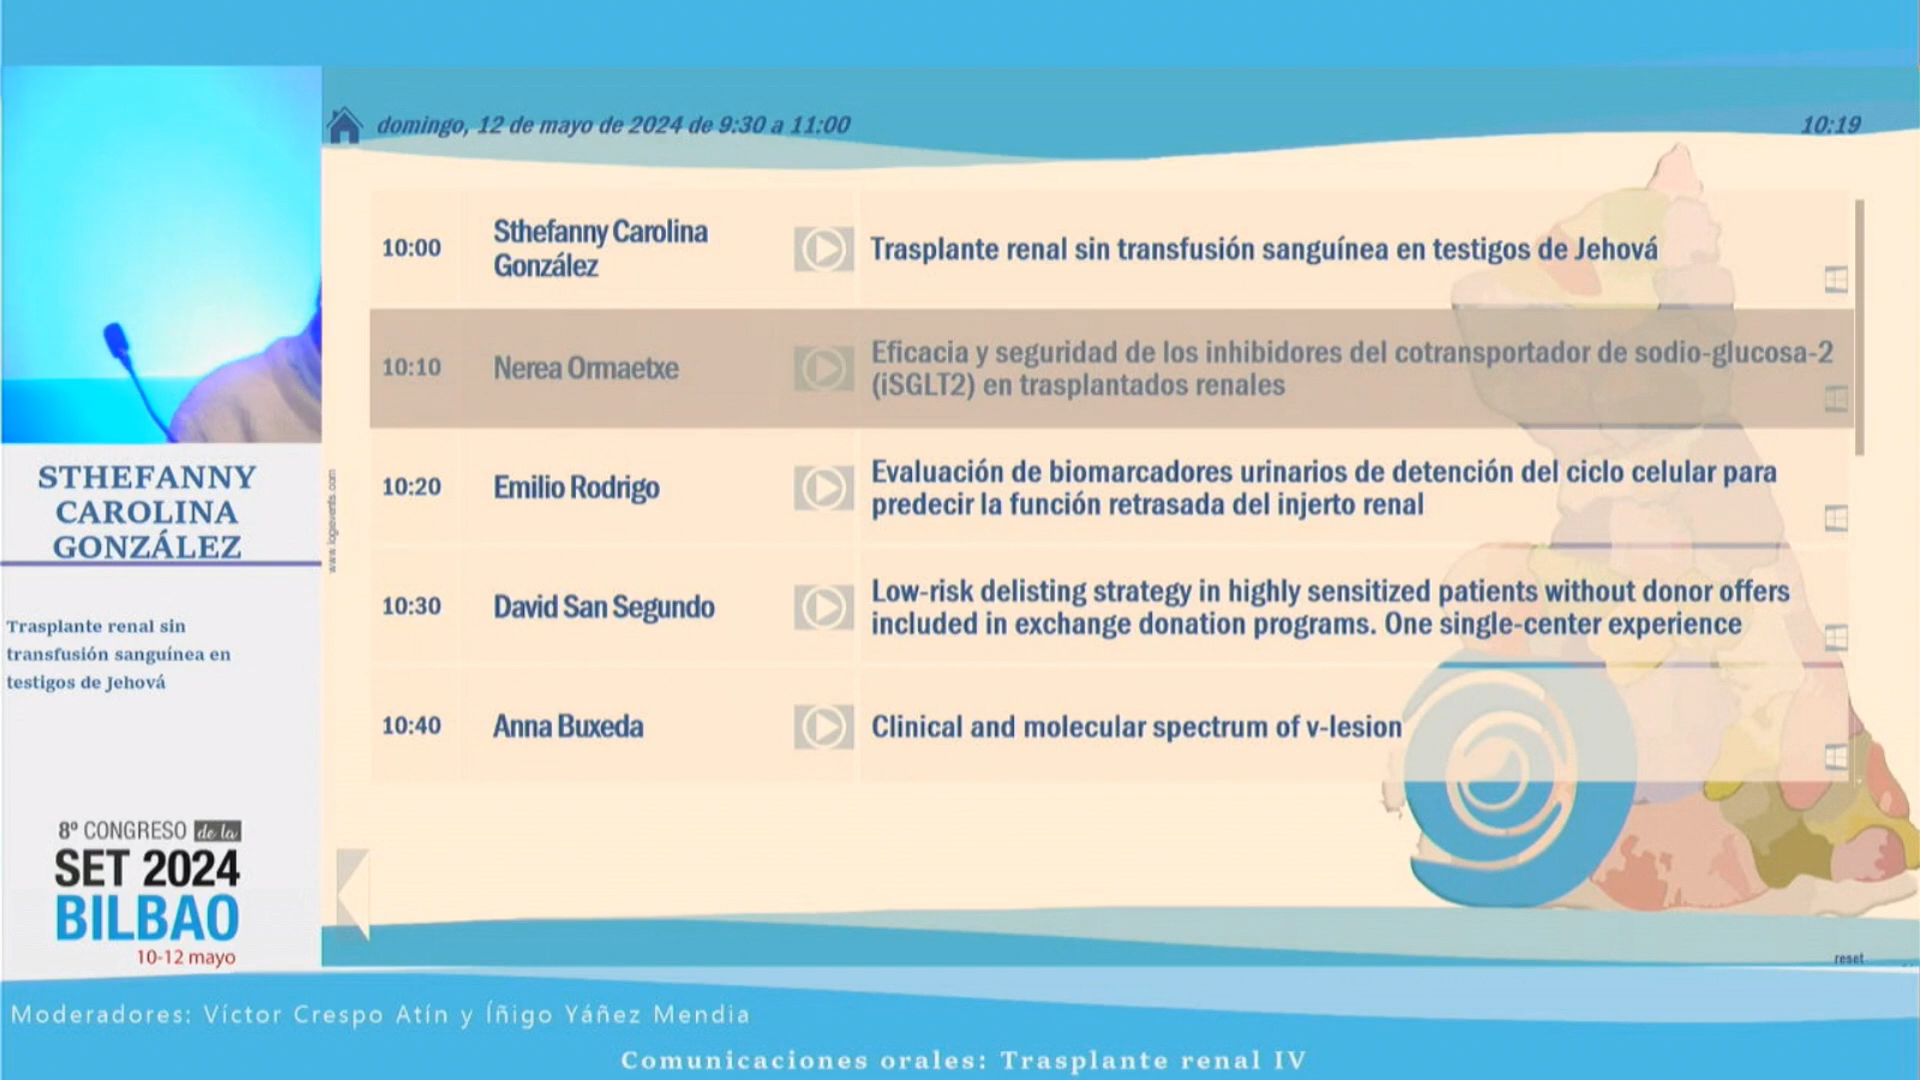 domingo, 12 de mayo de 2024 de 9:30 a 11:00
10:19
10:00
Sthefanny Carolina
González
Trasplante renal sin transfusión sanguínea en testigos de Jehová
10:10
Nerea Ormaetxe
Eficacia y seguridad de los inhibidores del cotransportador de sodio-glucosa-2
(iSGLT2) en trasplantados renales
10:20
Emilio Rodrigo
Evaluación de biomarcadores urinarios de detención del ciclo celular para
predecir la función retrasada del injerto renal
10:30
David San Segundo
Low-risk delisting strategy in highly sensitized patients without donor offers
included in exchange donation programs. One single-center experience
10:40
Anna Buxeda
Clinical and molecular spectrum of v-lesion
www.logievents.com
reset
STHEFANNY
CAROLINA
GONZÁLEZ
Trasplante renal sin
transfusión sanguínea en
testigos de Jehová
8º CONGRESO de la
SET 2024
BILBAO
10-12 mayo
Moderadores: Víctor Crespo Atín y Íñigo Yáñez Mendia
Comunicaciones orales: Trasplante renal IV